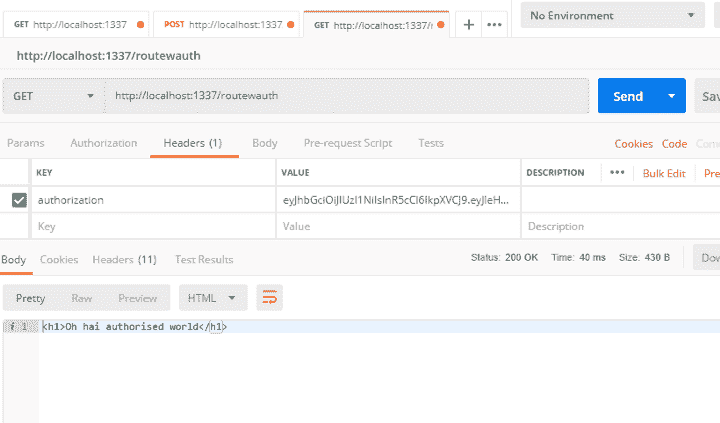 GET http://localhost:1337 POST http://localhost:1337 GET http://localhost:1337/r + ••• No Environment
http://localhost:1337/routewauth
GET http://localhost:1337/routewauth Send Sav
Params Authorization Headers (1) Body Pre-request Script Tests Cookies Code Com
KEY VALUE DESCRIPTION ••• Bulk Edit Pre
authorization
Key Value Description
Body Cookies Headers (11) Test Results Status: 200 OK Time: 40 ms Size: 430 B Dow
Pretty Raw Preview HTML
i 1 <h1>Oh hai authorised world</h1>